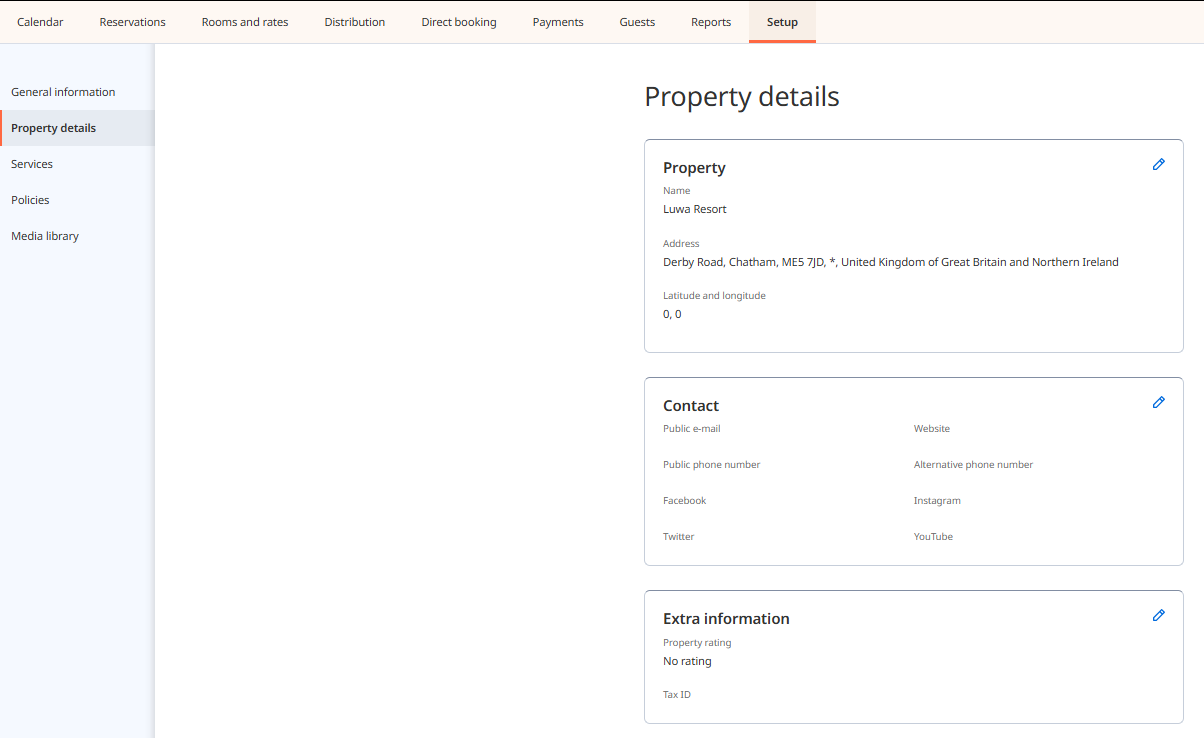 Calendar Reservations Rooms and rates Distribution Direct booking Payments Guests Reports Setup
General information
Property details
Services
Policies
Media library
Property details
Property
Name
Luwa Resort
Address
Derby Road, Chatham, ME5 7JD, *, United Kingdom of Great Britain and Northern Ireland
Latitude and longitude
0, 0
Contact
Public e-mail Website
Public phone number Alternative phone number
Facebook Instagram
Twitter YouTube
Extra information
Property rating
No rating
Tax ID